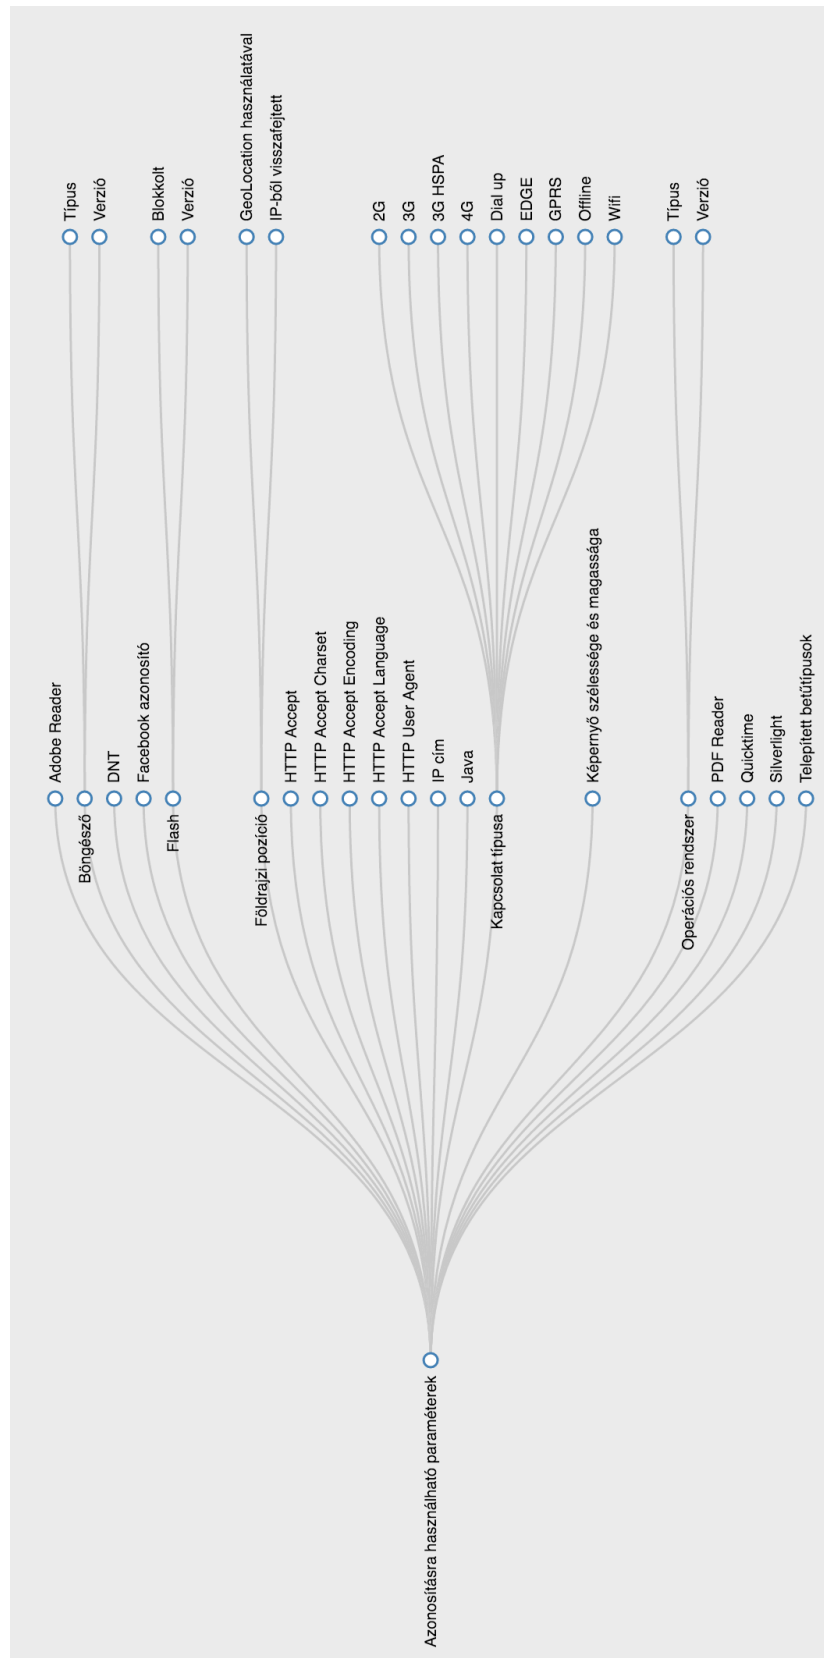 Azonosításra használható paraméterek
Adobe Reader
Böngésző
Típus
Verzió
DNT
Facebook azonosító
Flash
Blokkolt
Verzió
Földrajzi pozíció
GeoLocation használatával
IP-ből visszafejtett
HTTP Accept
HTTP Accept Charset
HTTP Accept Encoding
HTTP Accept Language
HTTP User Agent
IP cím
Java
Kapcsolat típusa
2G
3G
3G HSPA
4G
Dial up
EDGE
GPRS
Offline
Wifi
Képernyő szélessége és magassága
Operációs rendszer
Típus
Verzió
PDF Reader
Quicktime
Silverlight
Telepített betűtípusok